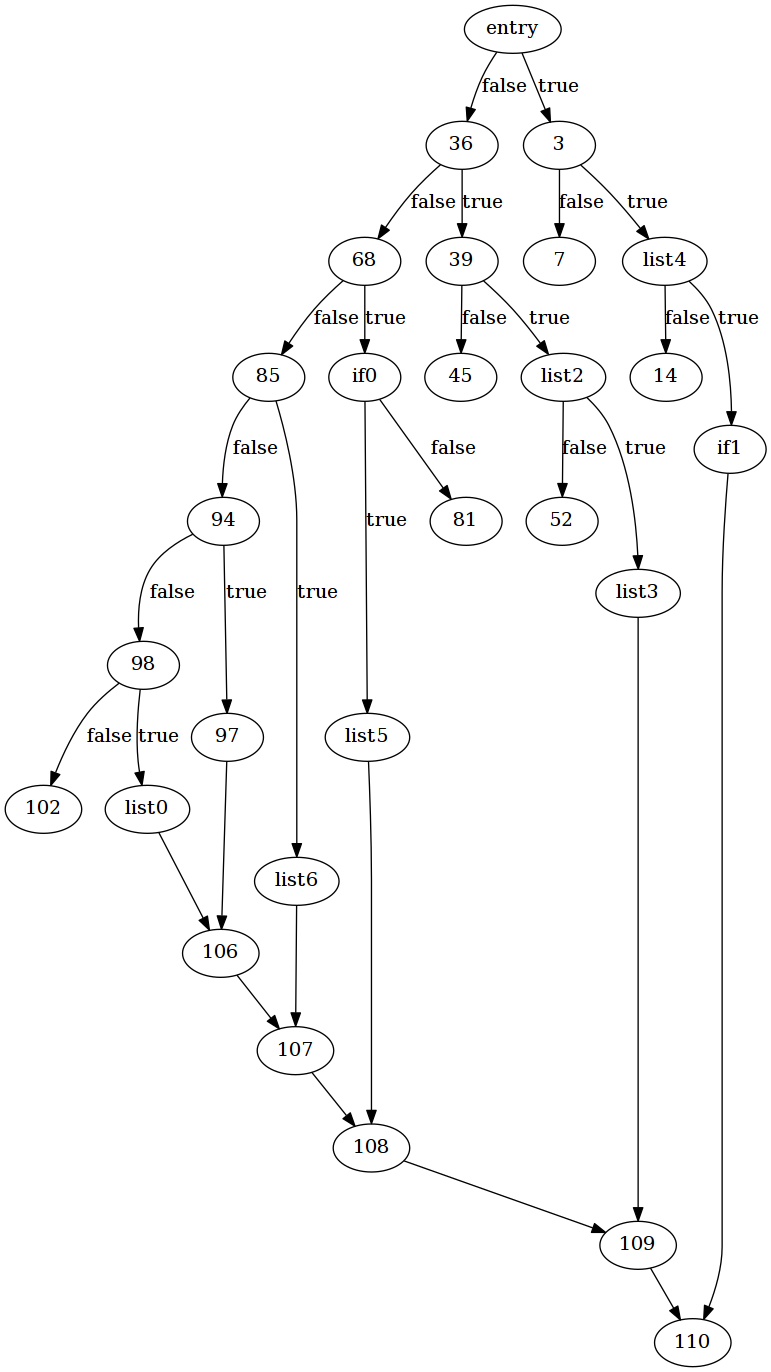 entry
false
true
36
3
false
true
false
true
68
39
7
list4
false
true
false
true
false
true
85
if0
45
list2
14
false
false
false
true
if1
94
true
81
52
false
true
true
list3
98
false
true
97
list5
102
list0
list6
106
107
108
109
110